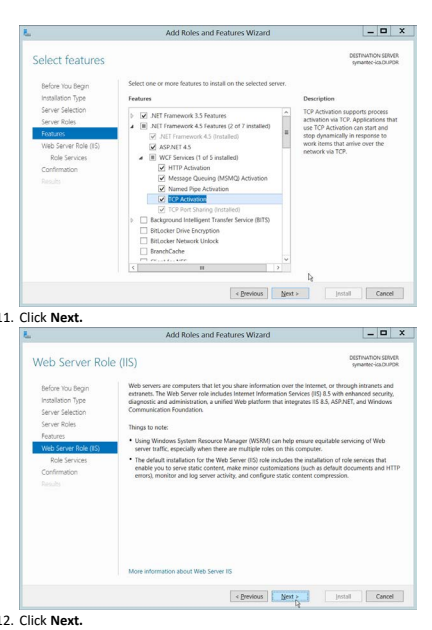 Add Roles and Features Wizard
Select features
DESTINATION SERVER
Before You Begin
Installation Type
Server Selection
Server Roles
Features
Web Server Role (IIS)
Role Services
Confirmation
Results
Select one or more features to install on the selected server.
Features
.NET Framework 3.5 Features
.NET Framework 4.5 Features (2 of 7 installed)
.NET Framework 4.5 (Installed)
ASP.NET 4.5
WCF Services (1 of 5 installed)
HTTP Activation
Message Queuing (MSMQ) Activation
Named Pipe Activation
TCP Activation
TCP Port Sharing (Installed)
Background Intelligent Transfer Service (BITS)
BitLocker Drive Encryption
BitLocker Network Unlock
BranchCache
Description
TCP Activation supports process
activation via TCP. Applications that
use TCP Activation can start and
stop dynamically in response to
work items that arrive over the
network via TCP.
< Previous
Next >
Install
Cancel
11. Click Next.
Add Roles and Features Wizard
Web Server Role (IIS)
DESTINATION SERVER
Before You Begin
Installation Type
Server Selection
Server Roles
Features
Web Server Role (IIS)
Role Services
Confirmation
Results
Web servers are computers that let you share information over the Internet, or through intranets and
extranets. The Web Server role includes Internet Information Services (IIS) 8.5 with enhanced security,
diagnostic and administration, a unified Web platform that integrates IIS 8.5, ASP.NET, and Windows
Communication Foundation.
Things to note:
• Using Windows System Resource Manager (WSRM) can help ensure equitable servicing of Web
server traffic, especially when there are multiple roles on this computer.
• The default installation for the Web Server (IIS) role includes the installation of role services that
enable you to serve static content, make minor customizations (such as default documents and HTTP
errors), monitor and log server activity, and configure static content compression.
More information about Web Server IIS
< Previous
Next >
Install
Cancel
12. Click Next.